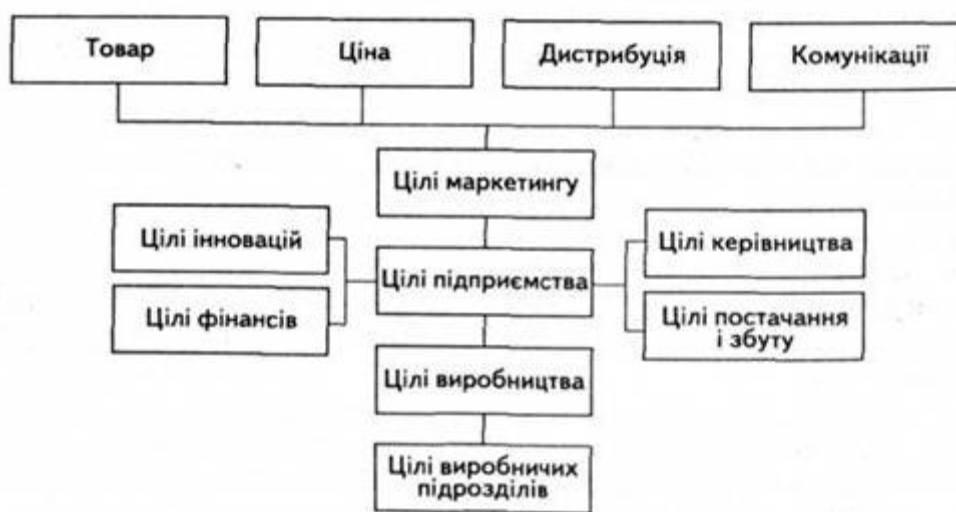 Товар
Ціна
Дистрибуція
Комунікації
Цілі маркетингу
Цілі інновацій
Цілі керівництва
Цілі підприємства
Цілі фінансів
Цілі постачання
і збуту
Цілі виробництва
Цілі виробничих
підрозділів